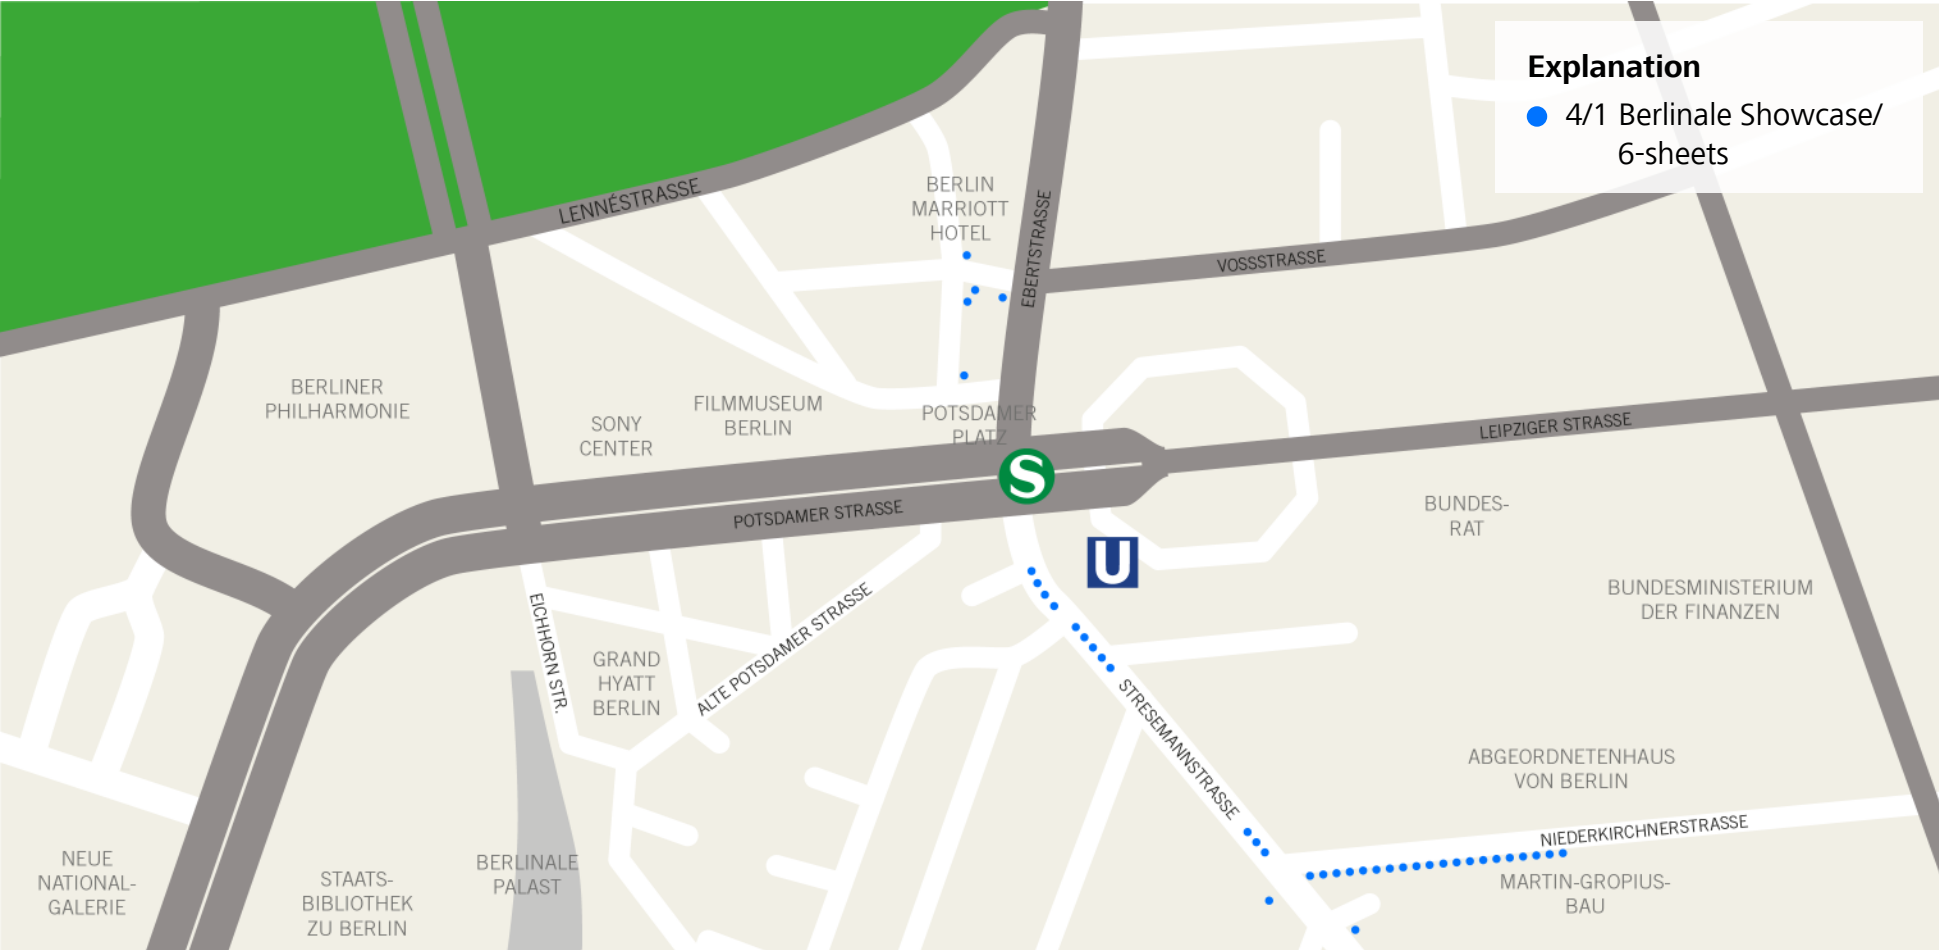 Explanation
4/1 Berlinale Showcase/
6-sheets
LENNÉSTRASSE
BERLIN
MARRIOTT
HOTEL
EBERTSTRASSE
VOSSSTRASSE
BERLINER
PHILHARMONIE
SONY
CENTER
FILMMUSEUM
BERLIN
POTSDAMER
PLATZ
LEIPZIGER STRASSE
S
POTSDAMER STRASSE
BUNDES-
RAT
U
BUNDESMINISTERIUM
DER FINANZEN
EICHHORN STR.
GRAND
HYATT
BERLIN
ALTE POTSDAMER STRASSE
STRESEMANNSTRASSE
ABGEORDNETENHAUS
VON BERLIN
NIEDERKIRCHNERSTRASSE
NEUE
NATIONAL-
GALERIE
STAATS-
BIBLIOTHEK
ZU BERLIN
BERLINALE
PALAST
MARTIN-GROPIUS-
BAU